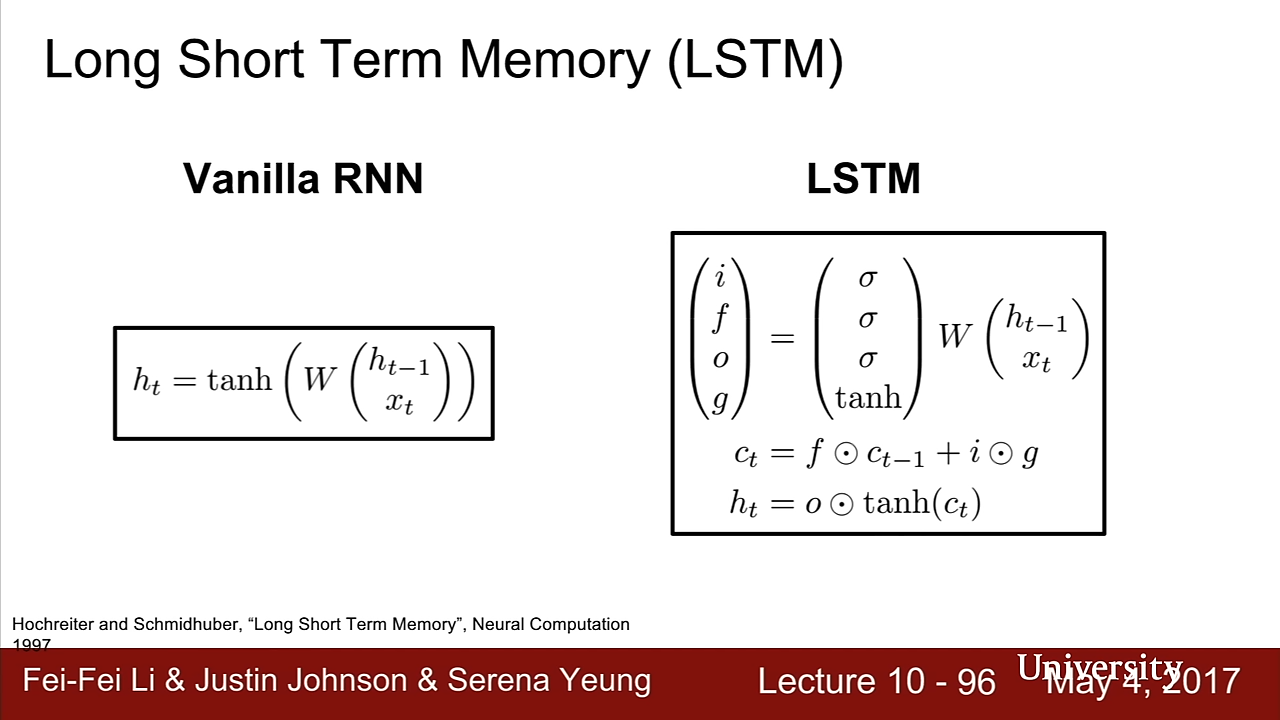 Long Short Term Memory (LSTM)
Vanilla RNN
LSTM
h_t = tanh ( W ( h_{t−1} x_t ) )
( i f o g ) = ( σ σ σ tanh ) W ( h_{t−1} x_t )
c_t = f ⊙ c_{t−1} + i ⊙ g
h_t = o ⊙ tanh(c_t)
Hochreiter and Schmidhuber, “Long Short Term Memory”, Neural Computation
1997
Fei-Fei Li & Justin Johnson & Serena Yeung
Lecture 10 - 96
University
May 4, 2017